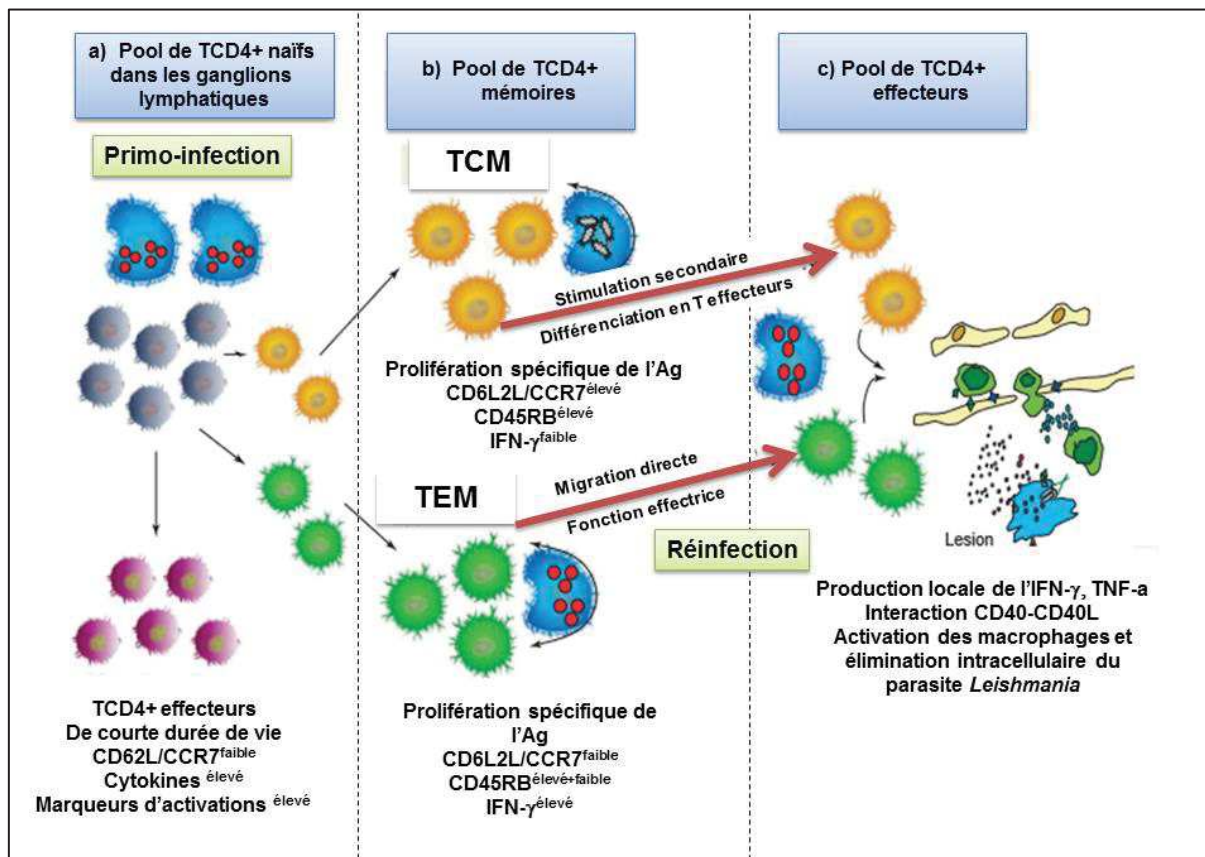 a) Pool de TCD4+ naïfs
dans les ganglions
lymphatiques
Primo-infection
TCD4+ effecteurs
De courte durée de vie
CD62L/CCR7faible
Cytokines élevé
Marqueurs d'activations élevé
b) Pool de TCD4+
mémoires
TCM
Stimulation secondaire
Différenciation en T effecteurs
Prolifération spécifique de l'Ag
CD6L2L/CCR7élevé
CD45RBélevé
IFN-γfaible
TEM
Migration directe
Fonction effectrice
Réinfection
Prolifération spécifique de
l'Ag
CD6L2L/CCR7faible
CD45RBélevé+faible
IFN-γélevé
c) Pool de TCD4+
effecteurs
Lesion
Production locale de l'IFN-γ, TNF-a
Interaction CD40-CD40L
Activation des macrophages et
élimination intracellulaire du
parasite Leishmania